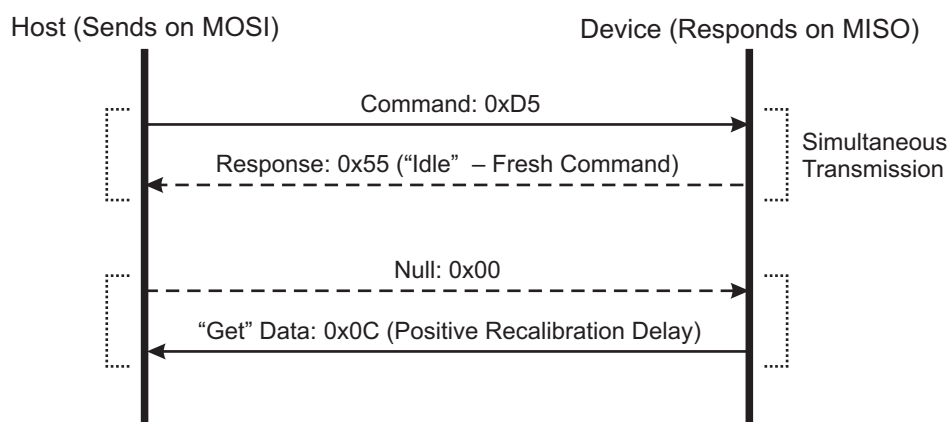 Host (Sends on MOSI)
Device (Responds on MISO)
Command: 0xD5
Response: 0x55 (“Idle” – Fresh Command)
Simultaneous
Transmission
Null: 0x00
“Get” Data: 0x0C (Positive Recalibration Delay)